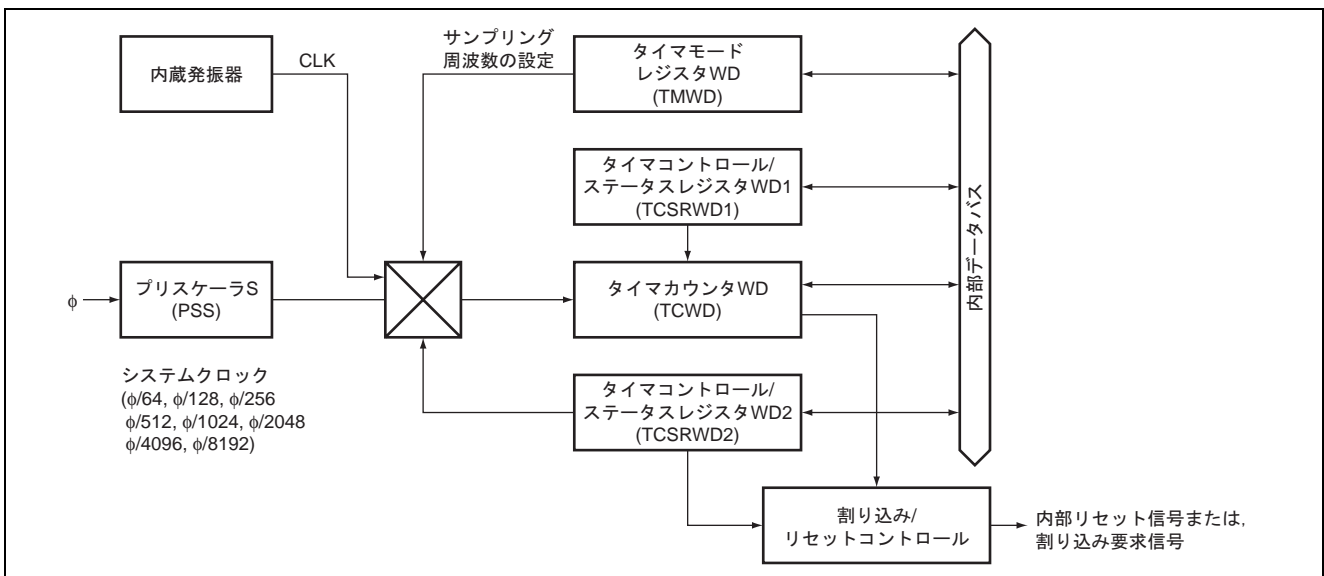 内蔵発振器
CLK
サンプリング
周波数の設定
タイマモード
レジスタWD
(TMWD)
タイマコントロール/
ステータスレジスタWD1
(TCSRWD1)
φ
プリスケーラS
(PSS)
タイマカウンタWD
(TCWD)
内部データバス
システムクロック
(φ/64, φ/128, φ/256
φ/512, φ/1024, φ/2048
φ/4096, φ/8192)
タイマコントロール/
ステータスレジスタWD2
(TCSRWD2)
割り込み/
リセットコントロール
内部リセット信号または,
割り込み要求信号